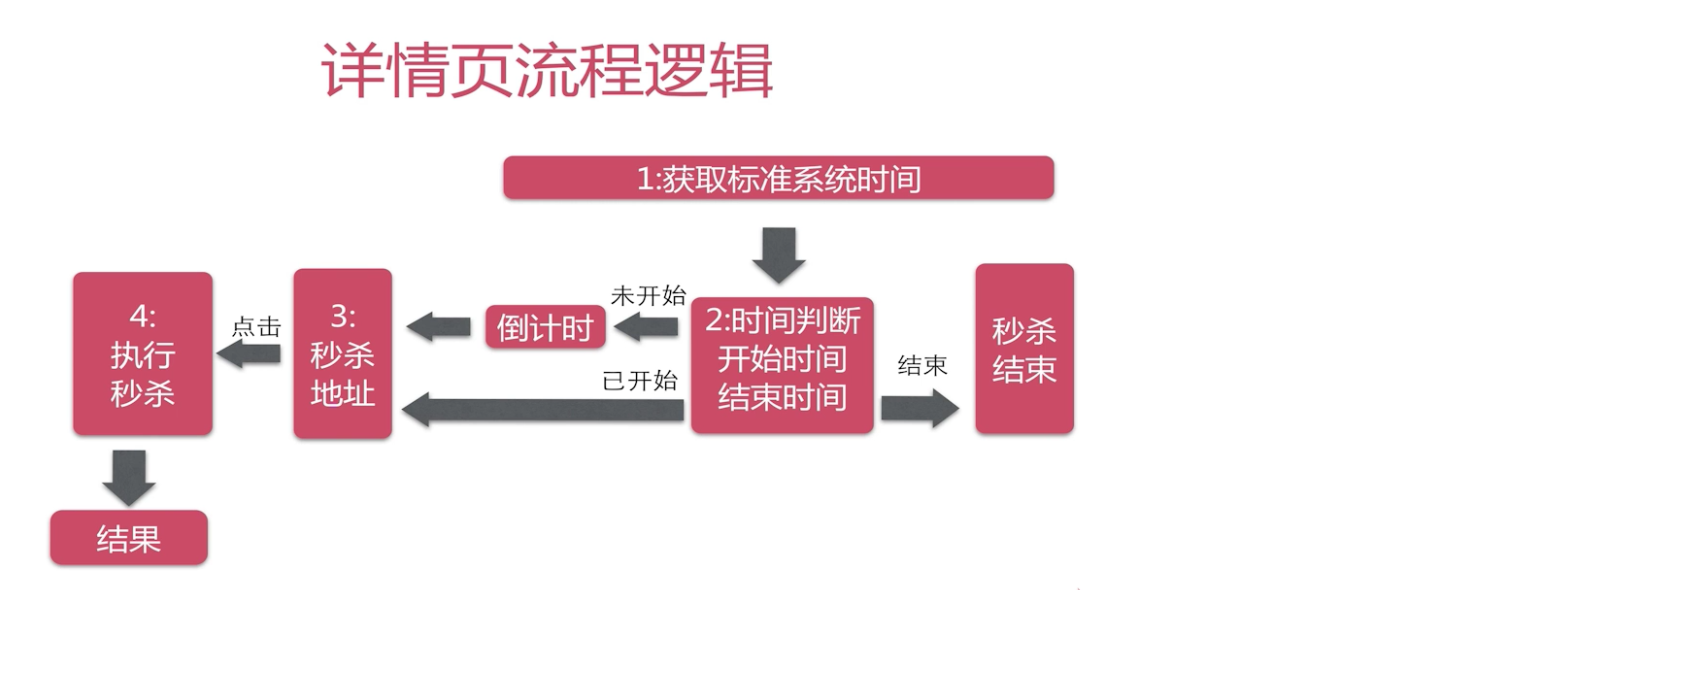 详情页流程逻辑
1:获取标准系统时间
2:时间判断
开始时间
结束时间
未开始
倒计时
已开始
结束
秒杀
结束
3:
秒杀
地址
点击
4:
执行
秒杀
结果